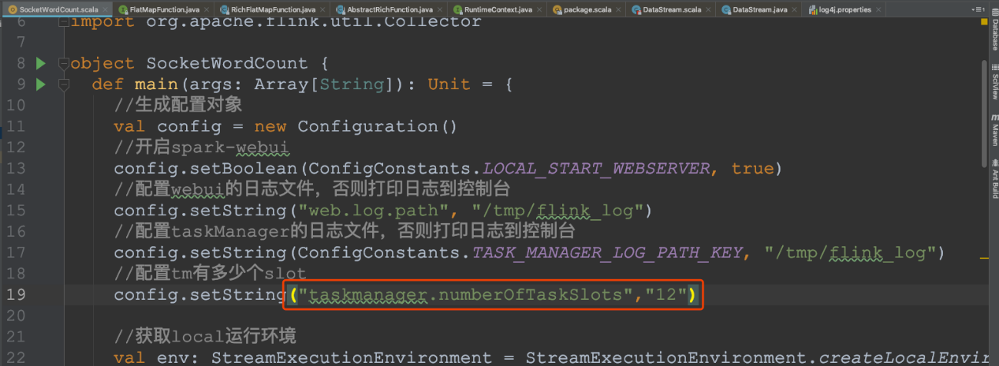 SocketWordCount.scala FlatMapFunction.java RichFlatMapFunction.java AbstractRichFunction.java RuntimeContext.java package.scala DataStream.scala DataStream.java log4j.properties
6 import org.apache.flink.util.Collector
7
8 object SocketWordCount {
9 def main(args: Array[String]): Unit = {
10 //生成配置对象
11 val config = new Configuration()
12 //开启spark-webui
13 config.setBoolean(ConfigConstants.LOCAL_START_WEBSERVER, true)
14 //配置webui的日志文件，否则打印日志到控制台
15 config.setString("web.log.path", "/tmp/flink_log")
16 //配置taskManager的日志文件，否则打印日志到控制台
17 config.setString(ConfigConstants.TASK_MANAGER_LOG_PATH_KEY, "/tmp/flink_log")
18 //配置tm有多少个slot
19 config.setString("taskmanager.numberOfTaskSlots","12")
20
21 //获取local运行环境
22 val env: StreamExecutionEnvironment = StreamExecutionEnvironment.createLocalEnvir
Database
SciView
Maven
Ant Build